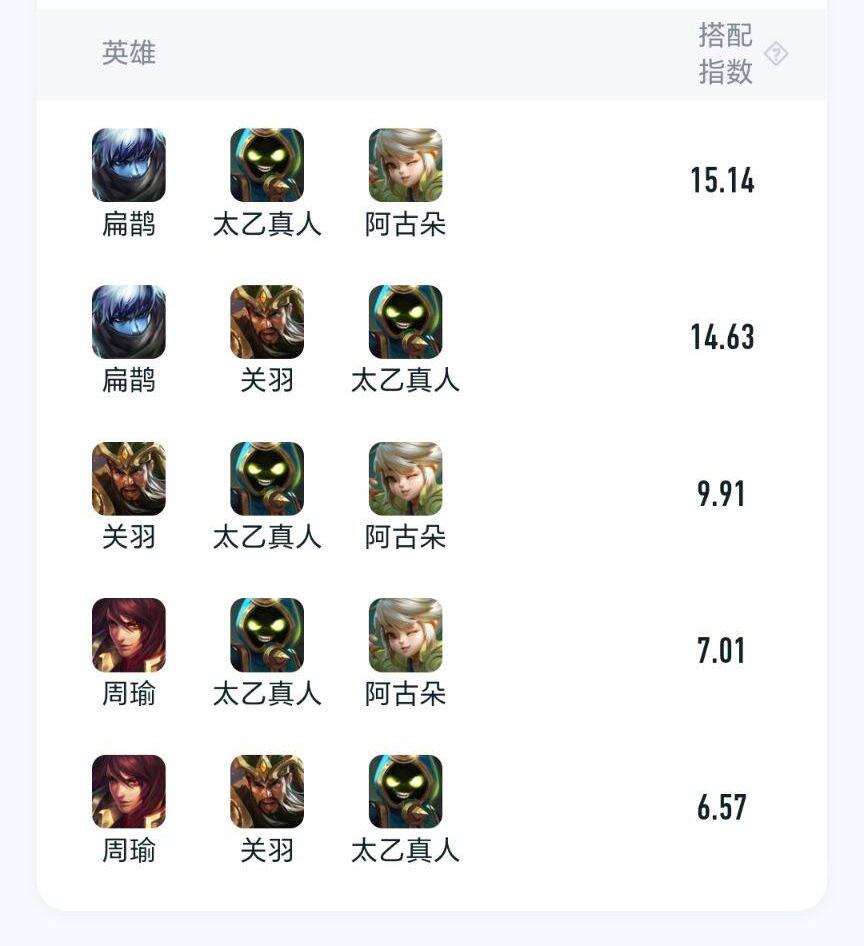 英雄
搭配
指数
扁鹊 太乙真人 阿古朵 15.14
扁鹊 关羽 太乙真人 14.63
关羽 太乙真人 阿古朵 9.91
周瑜 太乙真人 阿古朵 7.01
周瑜 关羽 太乙真人 6.57